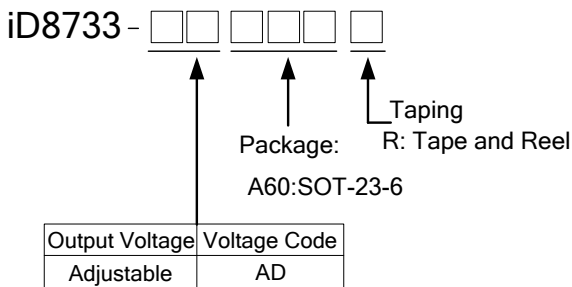 iD8733 -
Taping
Package: R: Tape and Reel
A60:SOT-23-6
Output Voltage Voltage Code
Adjustable AD